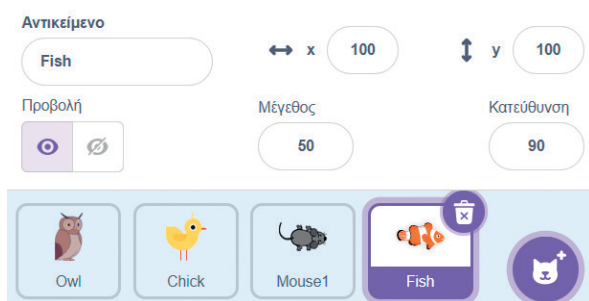 Αντικείμενο
Fish
x 100
y 100
Προβολή
Μέγεθος
50
Κατεύθυνση
90
Owl
Chick
Mouse1
Fish